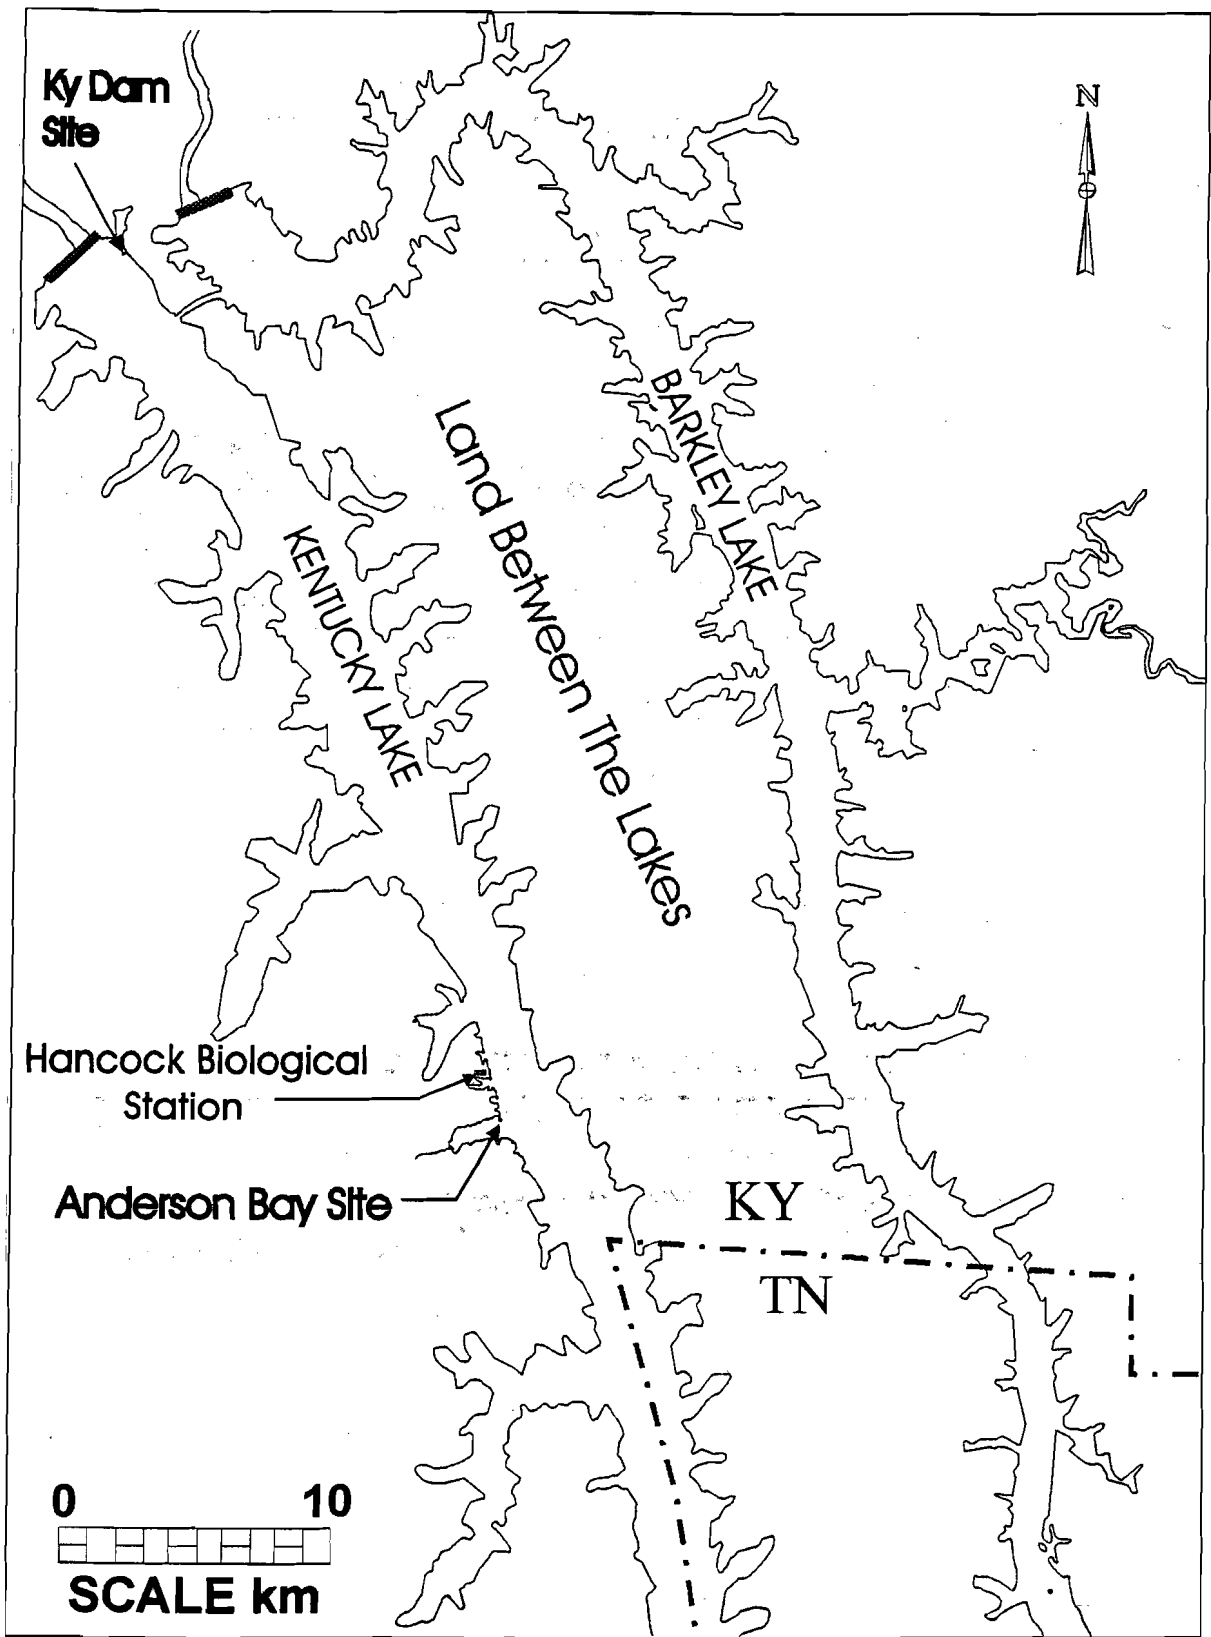 Ky Dam
Site
N
BARKLEY LAKE
Land Between The Lakes
KENTUCKY LAKE
Hancock Biological
Station
Anderson Bay Site
KY
TN
0 10
SCALE km